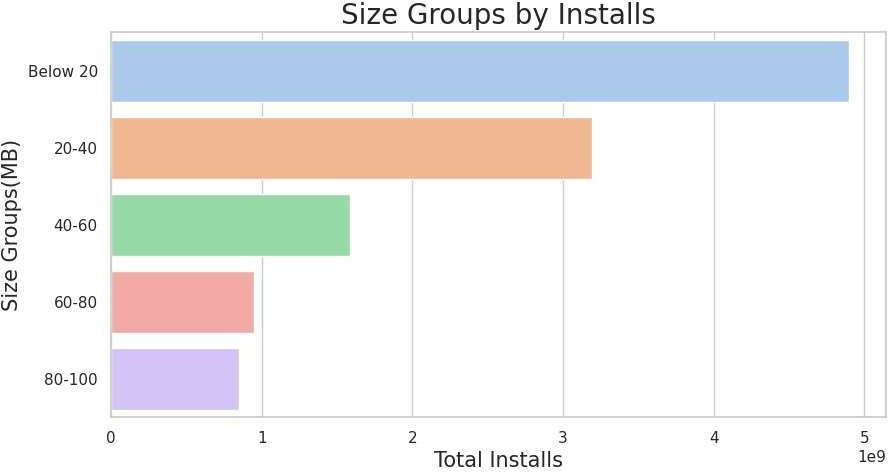 Size Groups by Installs
Size Groups(MB)
Below 20
20-40
40-60
60-80
80-100
0 1 2 3 4 5
1e9
Total Installs